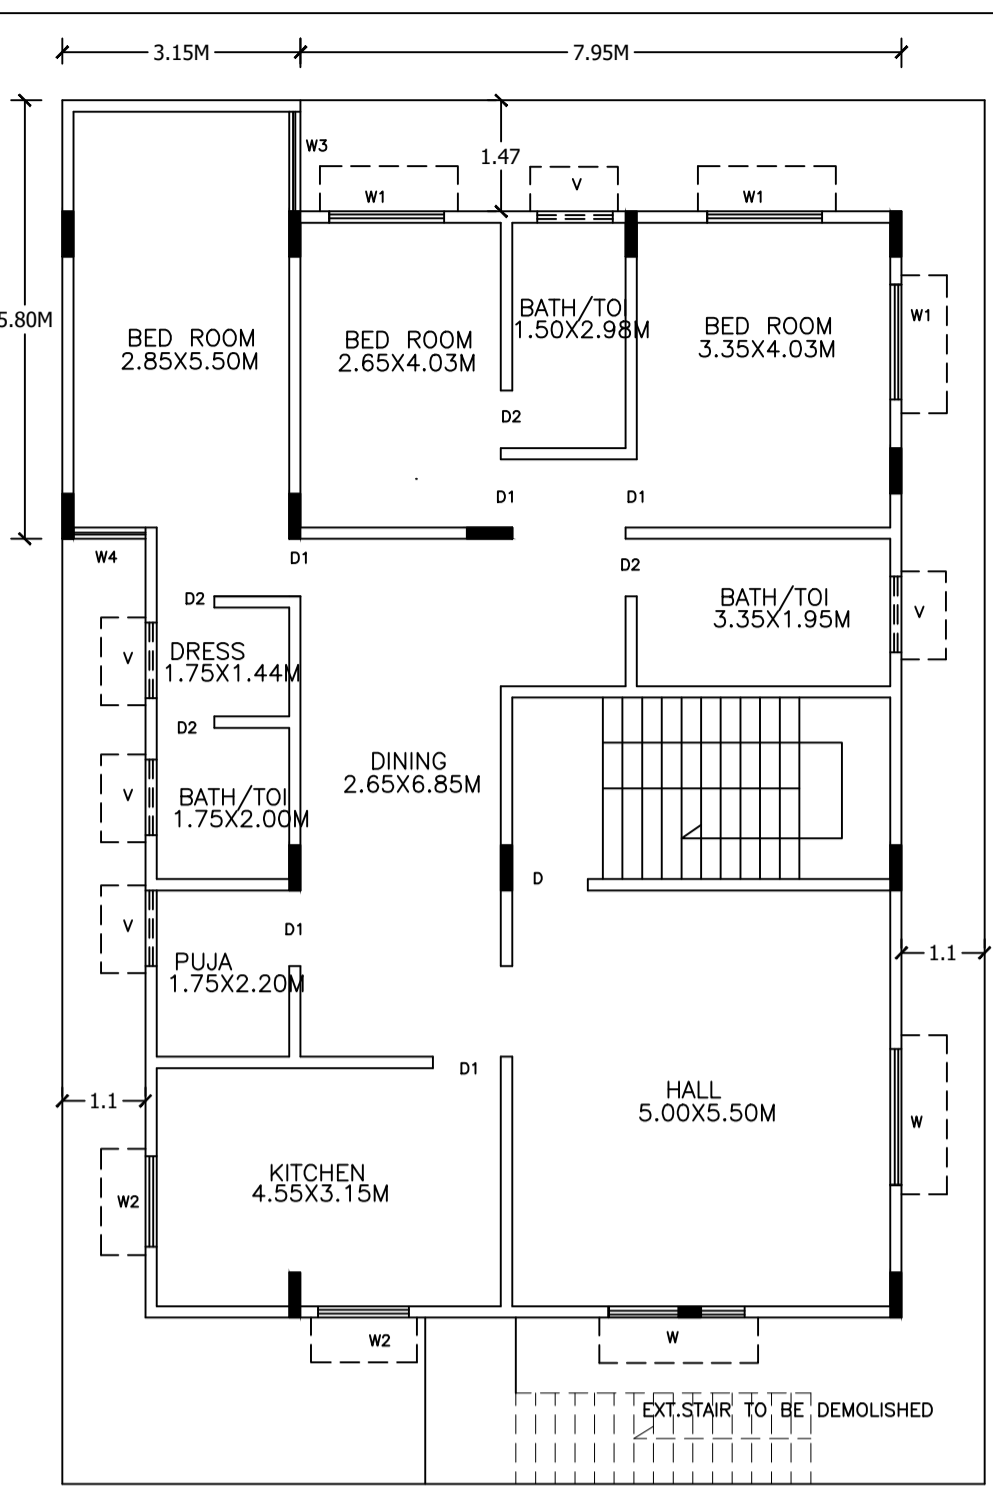 3.15M
7.95M
W3
1.47
V
W1
W1
5.80M
BATH/TOI
1.50X2.98M
W1
BED ROOM
2.85X5.50M
BED ROOM
2.65X4.03M
BED ROOM
3.35X4.03M
D2
D1
D1
W4
D1
D2
D2
BATH/TOI
3.35X1.95M
V
V
DRESS
1.75X1.44M
D2
DINING
2.65X6.85M
V
BATH/TOI
1.75X2.00M
D
V
D1
PUJA
1.75X2.20M
1.1
D1
1.1
HALL
5.00X5.50M
W
KITCHEN
4.55X3.15M
W2
W2
W
EXT.STAIR TO BE DEMOLISHED